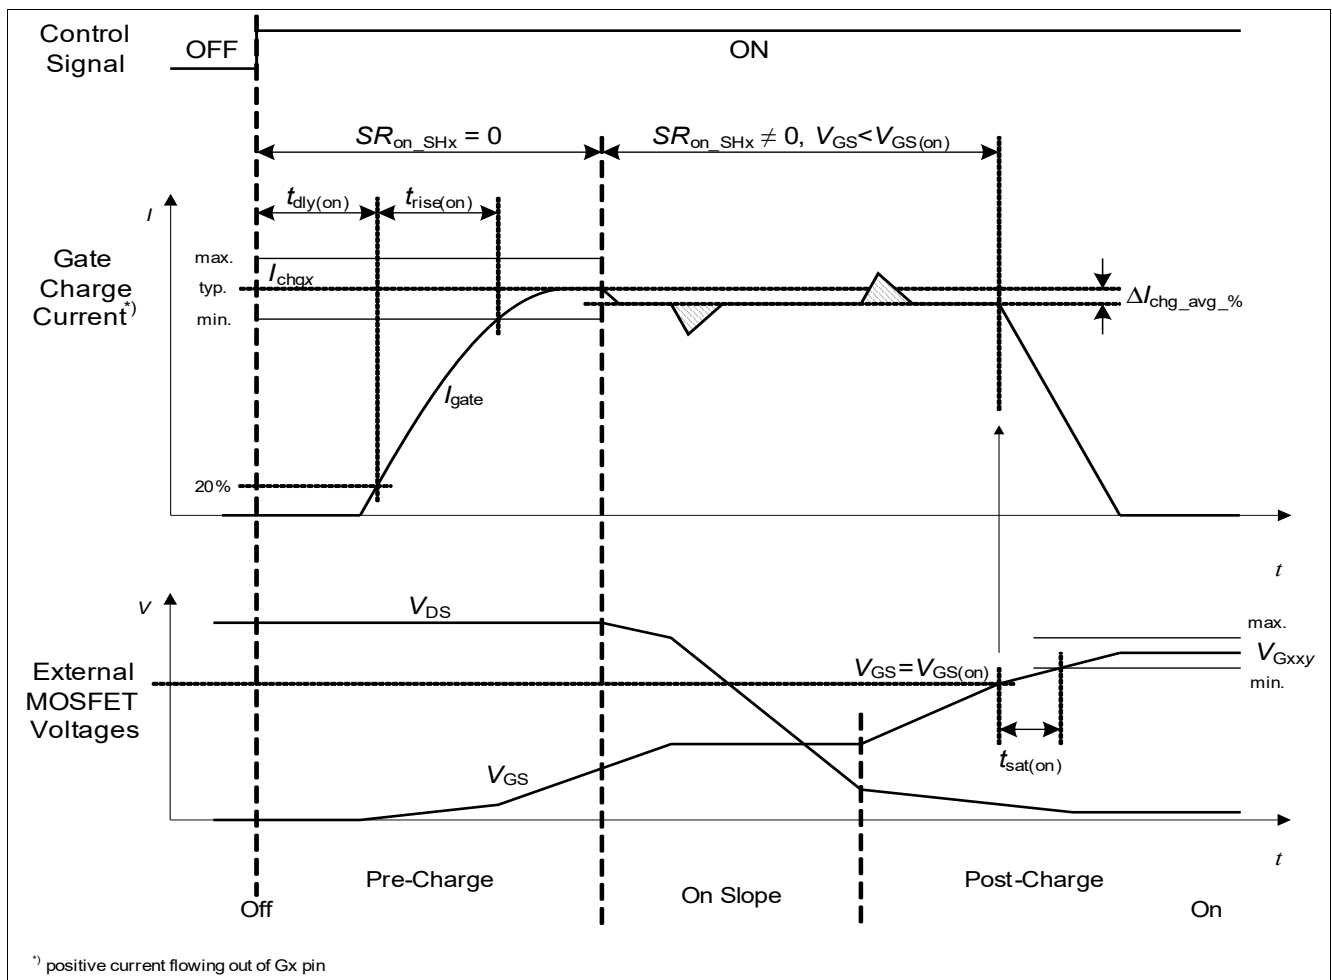 Control
Signal
OFF
ON
SRon_SHx = 0
SRon_SHx ≠ 0, VGS<VGS(on)
tdly(on)
trise(on)
I
Gate
Charge
Current*)
max.
Ichgx
typ.
min.
ΔIchg_avg_%
Igate
20%
t
V
VDS
max.
External
MOSFET
Voltages
VGS=VGS(on)
VGxxy
min.
VGS
tsat(on)
t
Pre-Charge
On Slope
Post-Charge
Off
On
*) positive current flowing out of Gx pin